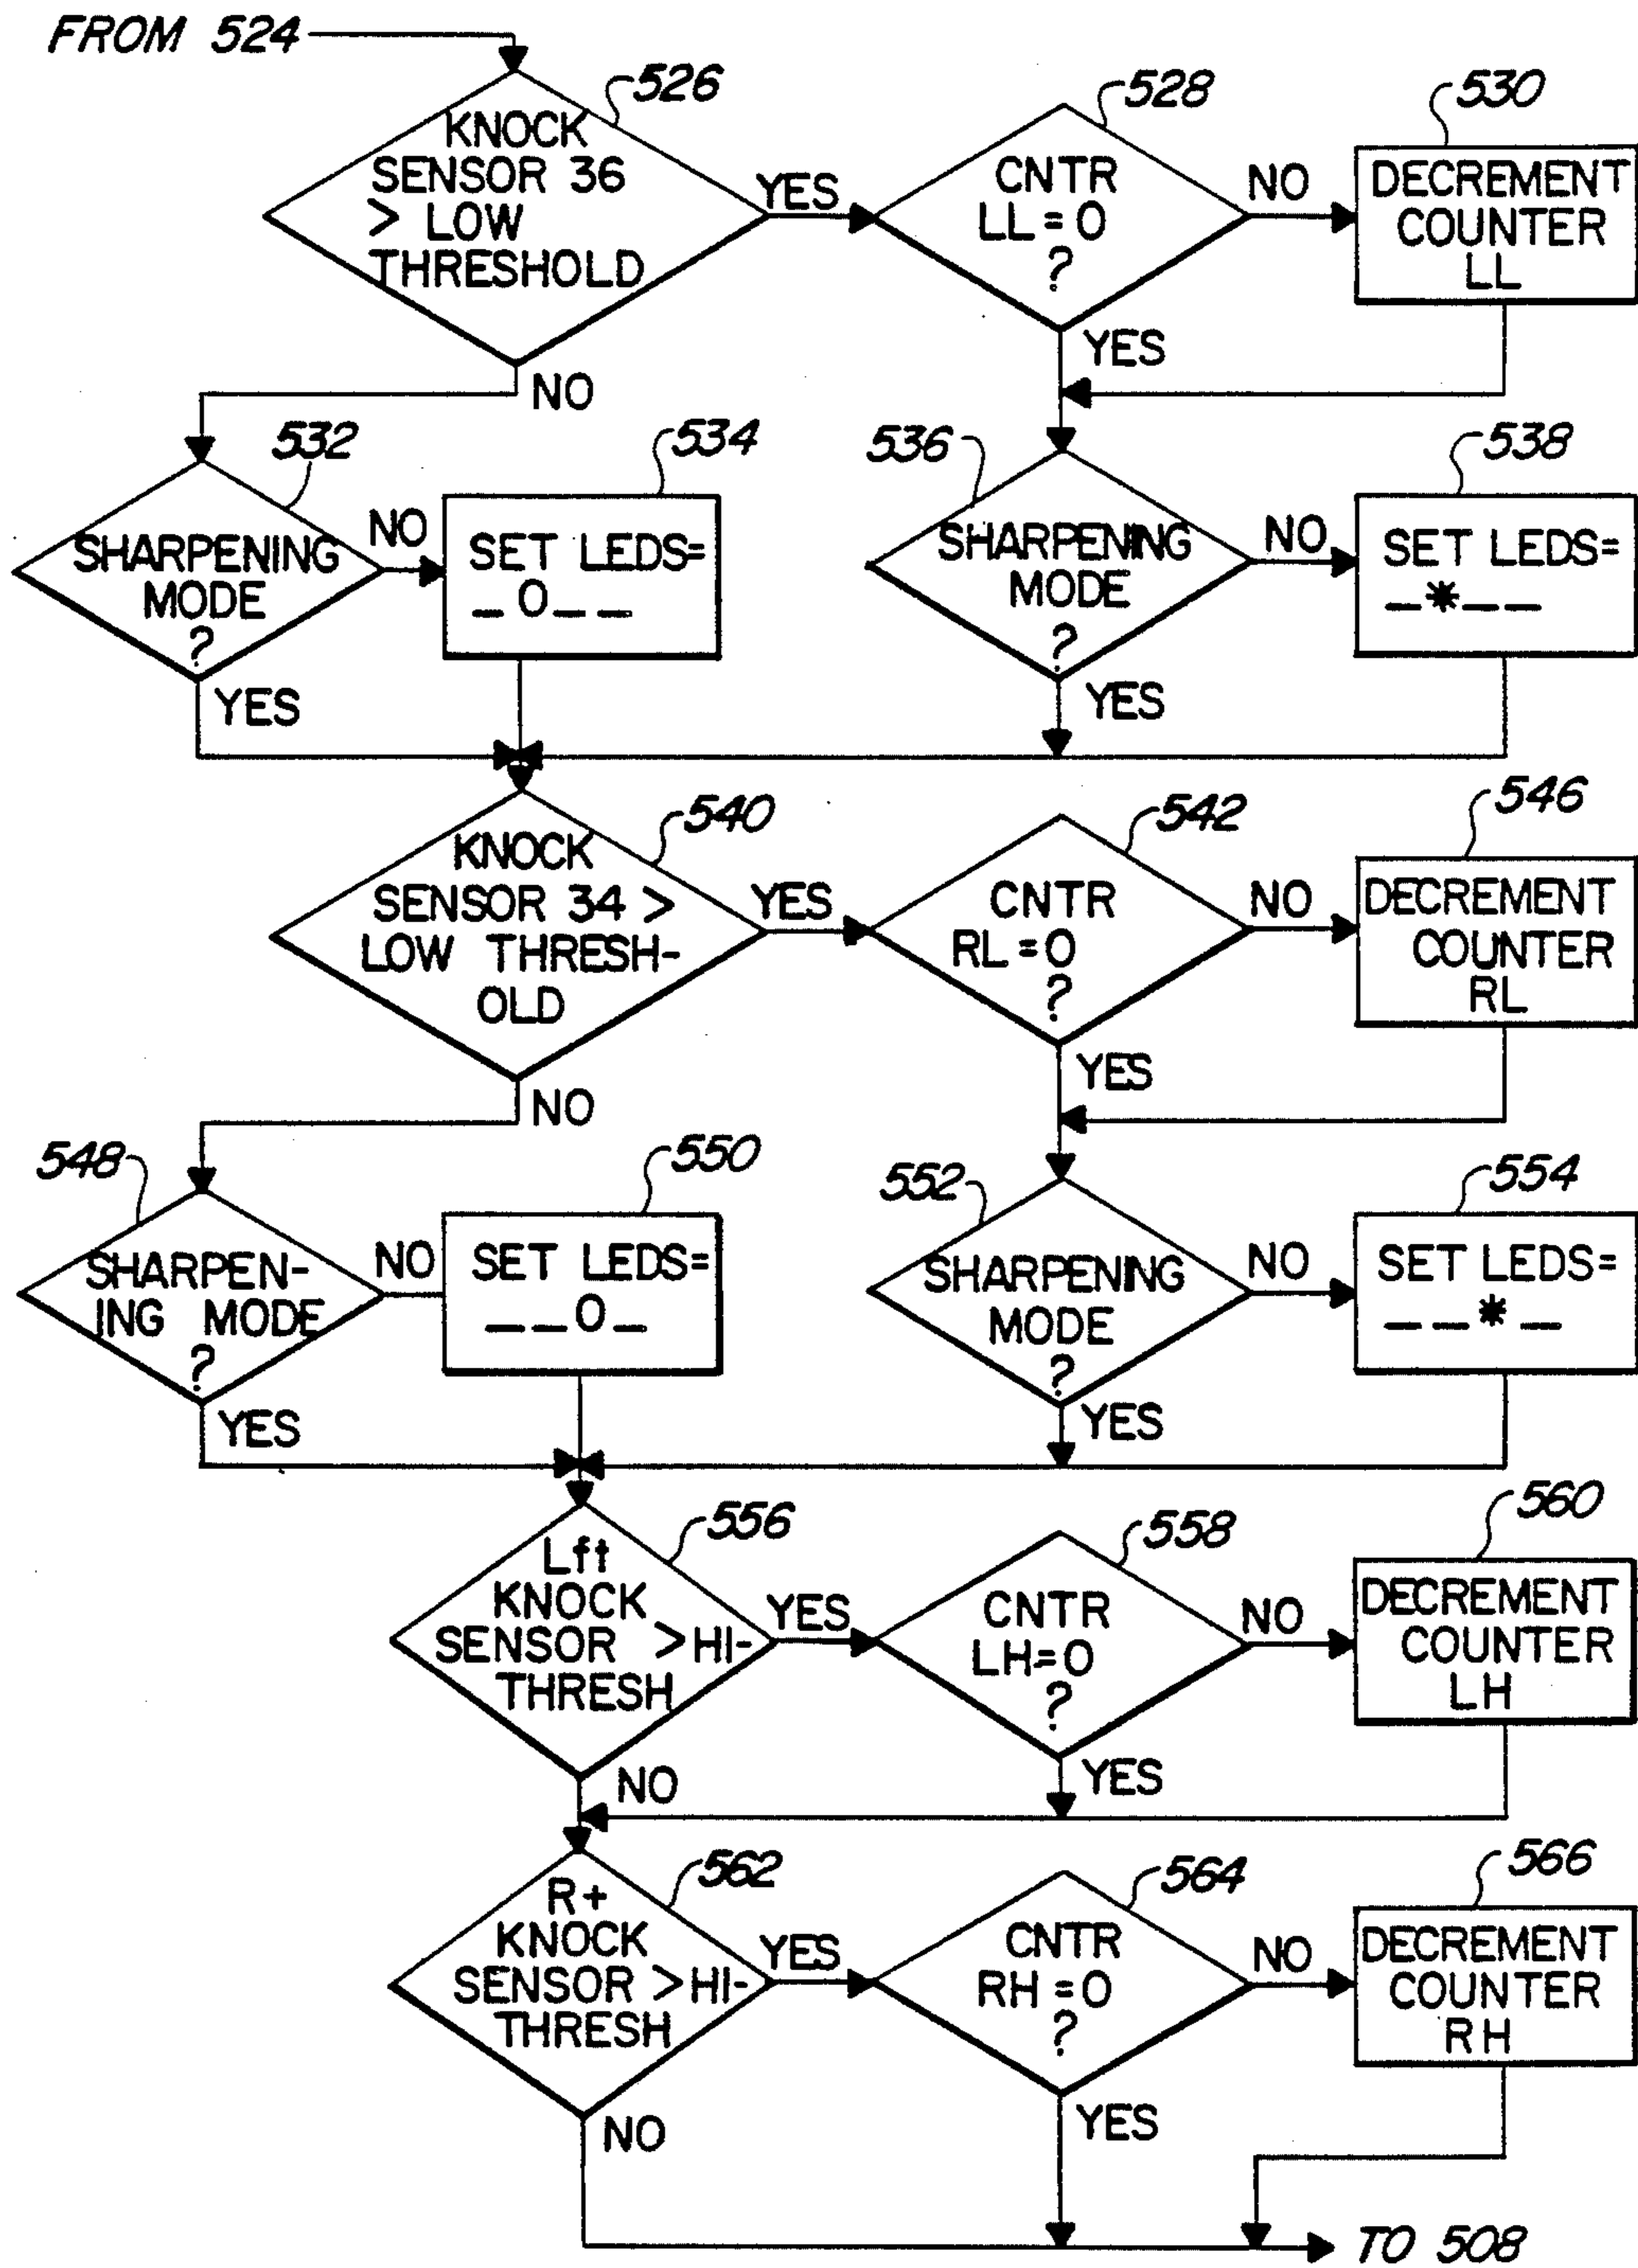 FROM 524
526
KNOCK
SENSOR 36
> LOW
THRESHOLD
YES
NO
528
CNTR
LL=0
?
NO
YES
530
DECREMENT
COUNTER
LL
532
SHARPENING
MODE
?
NO
YES
534
SET LEDS=
_0__
536
SHARPENING
MODE
?
NO
YES
538
SET LEDS=
_*__
540
KNOCK
SENSOR 34 >
LOW THRESH-
OLD
YES
NO
542
CNTR
RL=0
?
NO
YES
546
DECREMENT
COUNTER
RL
548
SHARPEN-
ING MODE
?
NO
YES
550
SET LEDS=
__0_
552
SHARPENING
MODE
?
NO
YES
554
SET LEDS=
__*_
556
Lft
KNOCK
SENSOR >HI-
THRESH
YES
NO
558
CNTR
LH=0
?
NO
YES
560
DECREMENT
COUNTER
LH
562
R+
KNOCK
SENSOR >HI-
THRESH
YES
NO
564
CNTR
RH=0
?
NO
YES
566
DECREMENT
COUNTER
RH
TO 508